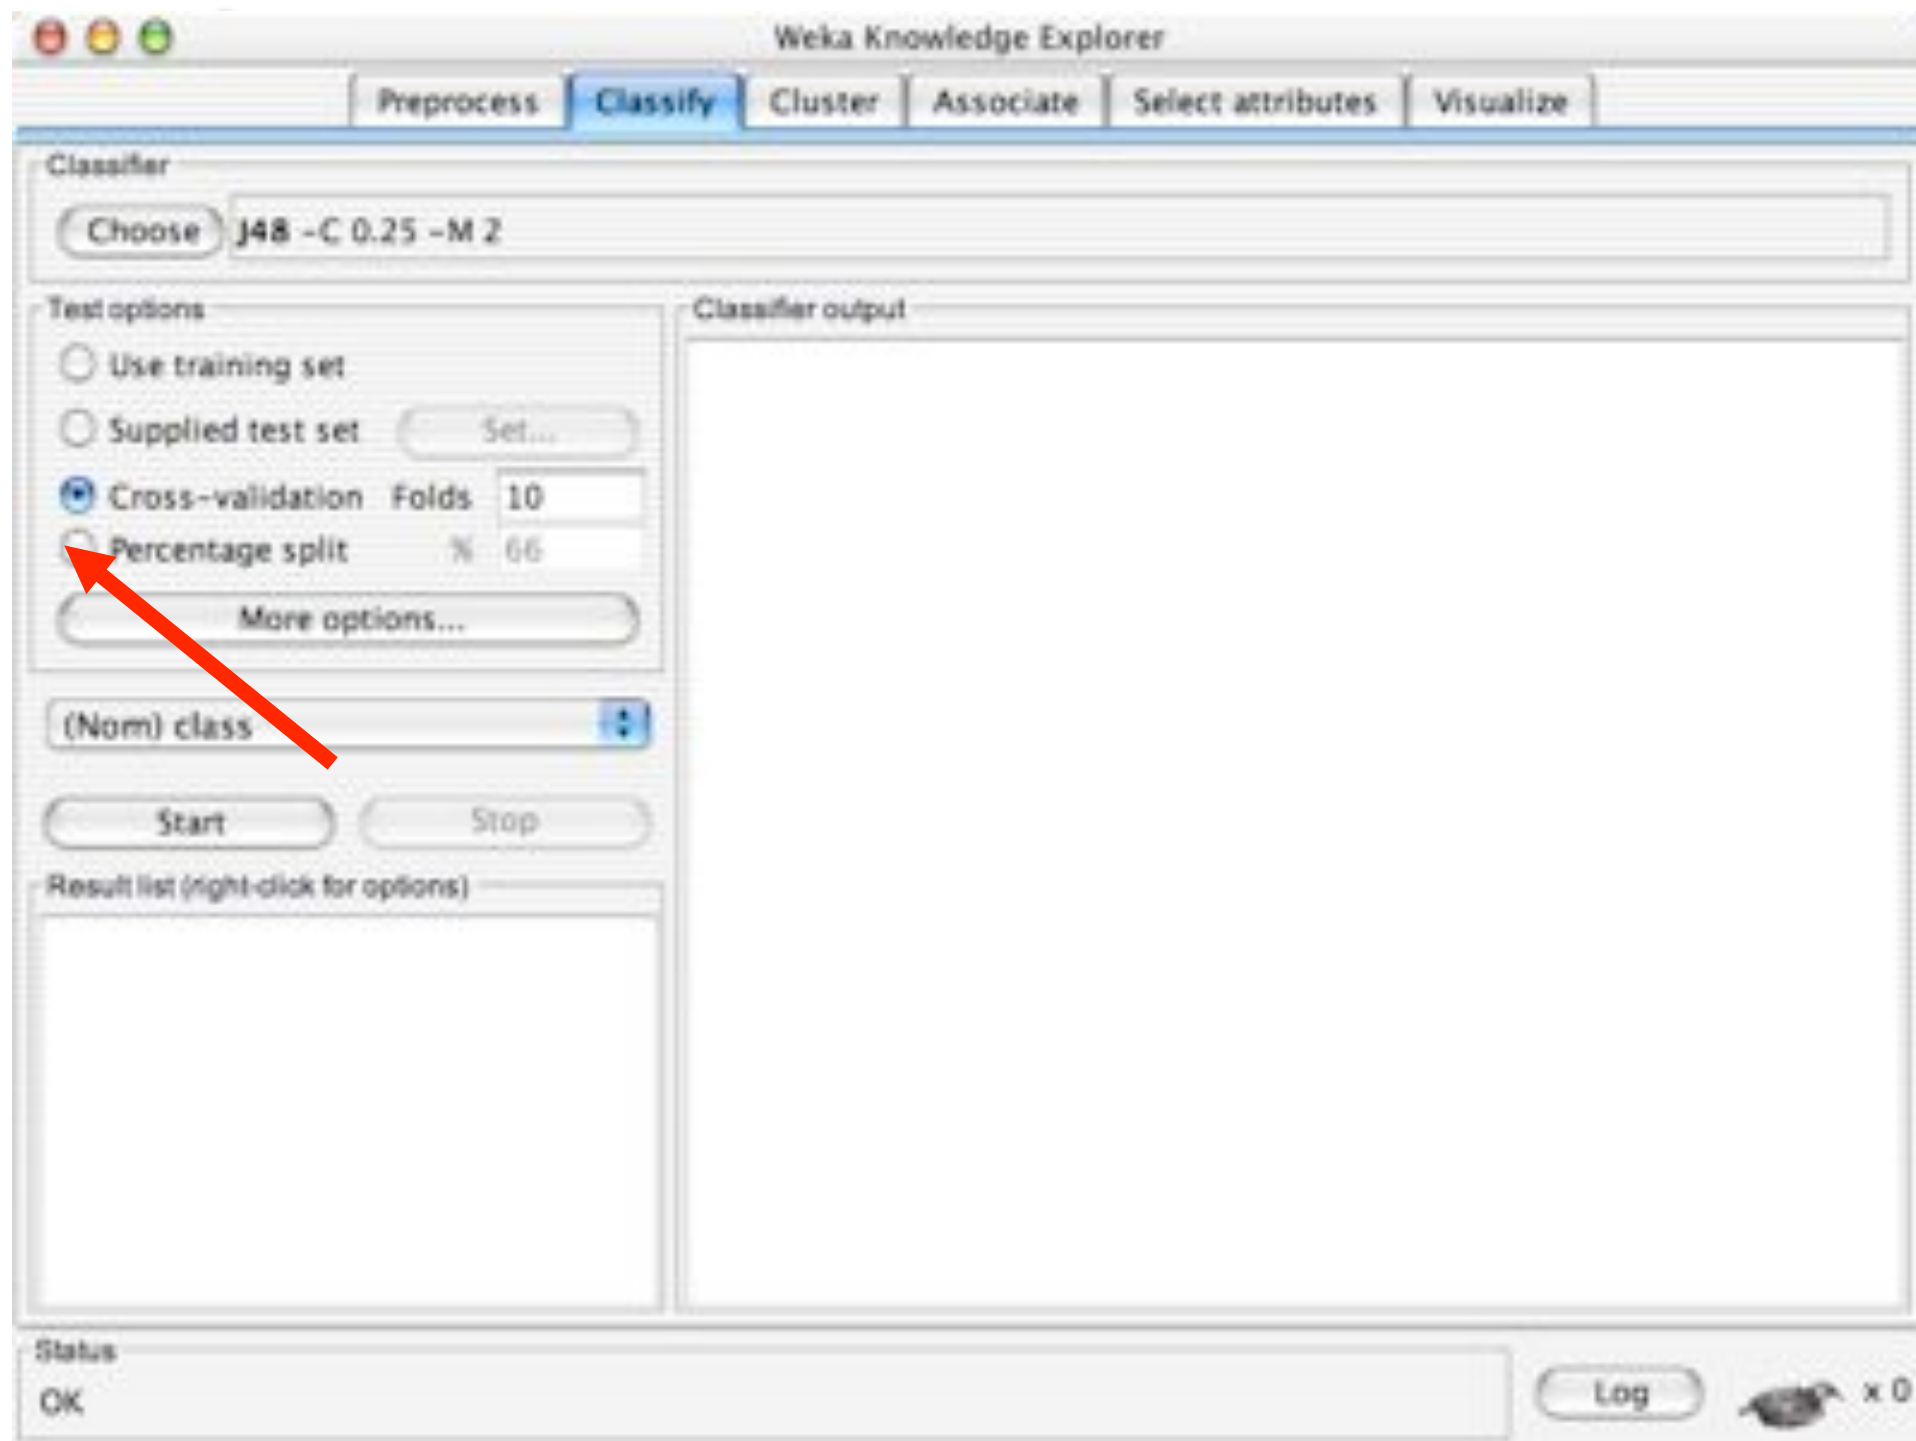 Weka Knowledge Explorer
Preprocess Classify Cluster Associate Select attributes Visualize
Classifier
Choose J48 -C 0.25 -M 2
Test options
Use training set
Supplied test set Set...
Cross-validation Folds 10
Percentage split % 66
More options...
(Nom) class
Start Stop
Result list (right-click for options)
Classifier output
Status
OK
Log x 0